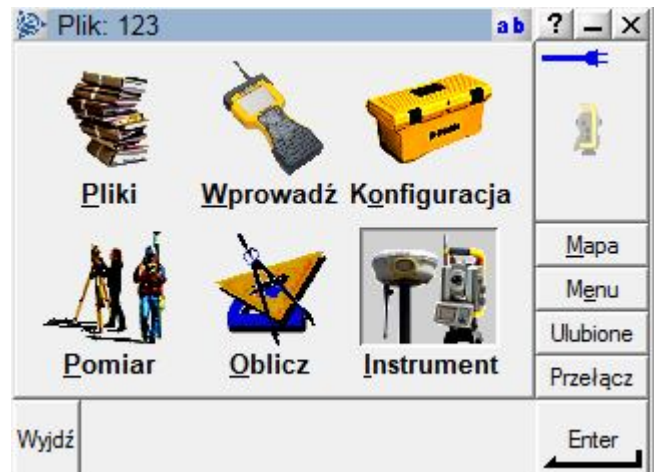 Plik: 123 ab ? – ×
Pliki Wprowadź Konfiguracja
Mapa
Menu
Ulubione
Pomiar Oblicz Instrument
Przełącz
Wyjdź Enter